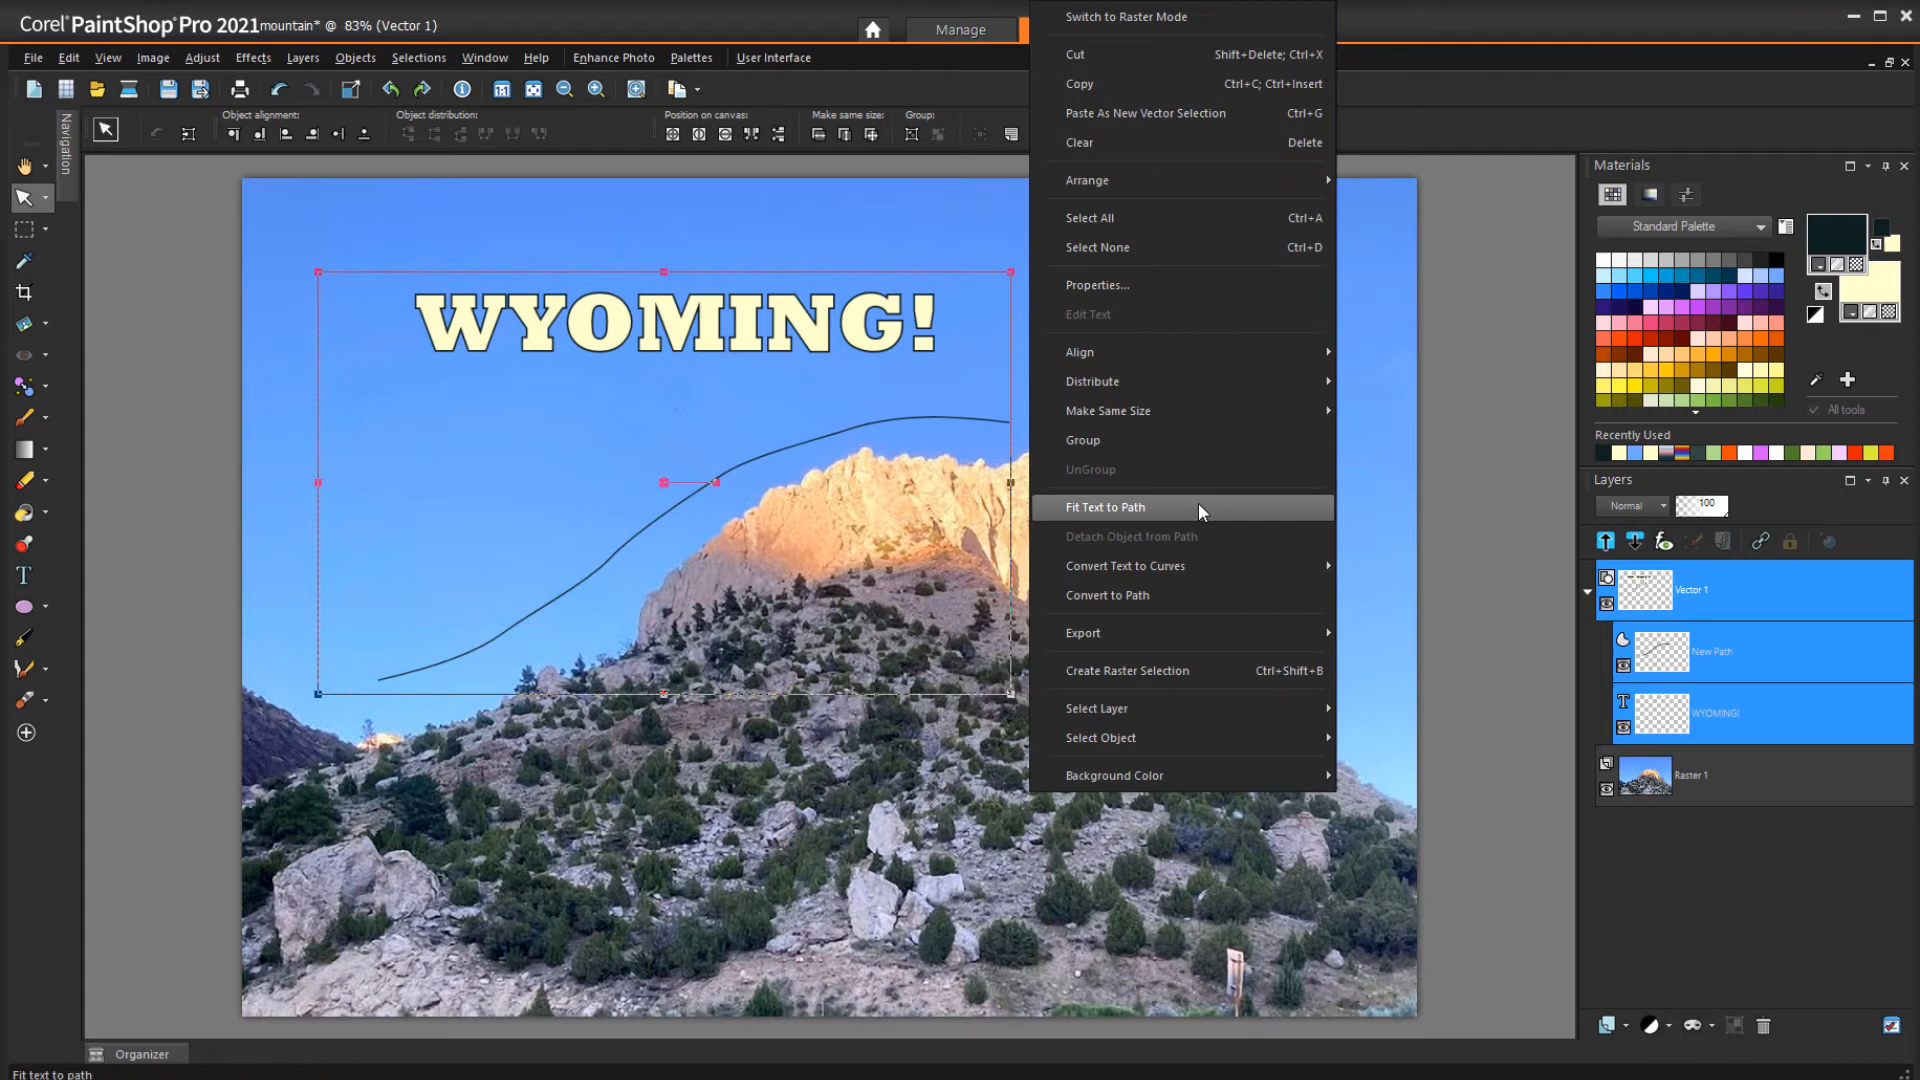 Corel PaintShop Pro 2021 mountain* @ 83% (Vector 1)
Manage
File Edit View Image Adjust Effects Layers Objects Selections Window Help Enhance Photo Palettes User Interface
Object alignment: Object distribution: Position on canvas: Make same size: Group:
Navigation
WYOMING!
Switch to Raster Mode
Cut Shift+Delete; Ctrl+X
Copy Ctrl+C; Ctrl+Insert
Paste As New Vector Selection Ctrl+G
Clear Delete
Arrange
Select All Ctrl+A
Select None Ctrl+D
Properties...
Edit Text
Align
Distribute
Make Same Size
Group
UnGroup
Fit Text to Path
Detach Object from Path
Convert Text to Curves
Convert to Path
Export
Create Raster Selection Ctrl+Shift+B
Select Layer
Select Object
Background Color
Materials
Standard Palette
All tools
Recently Used
Layers
Normal 100
Vector 1
New Path
WYOMING!
Raster 1
Organizer
Fit text to path